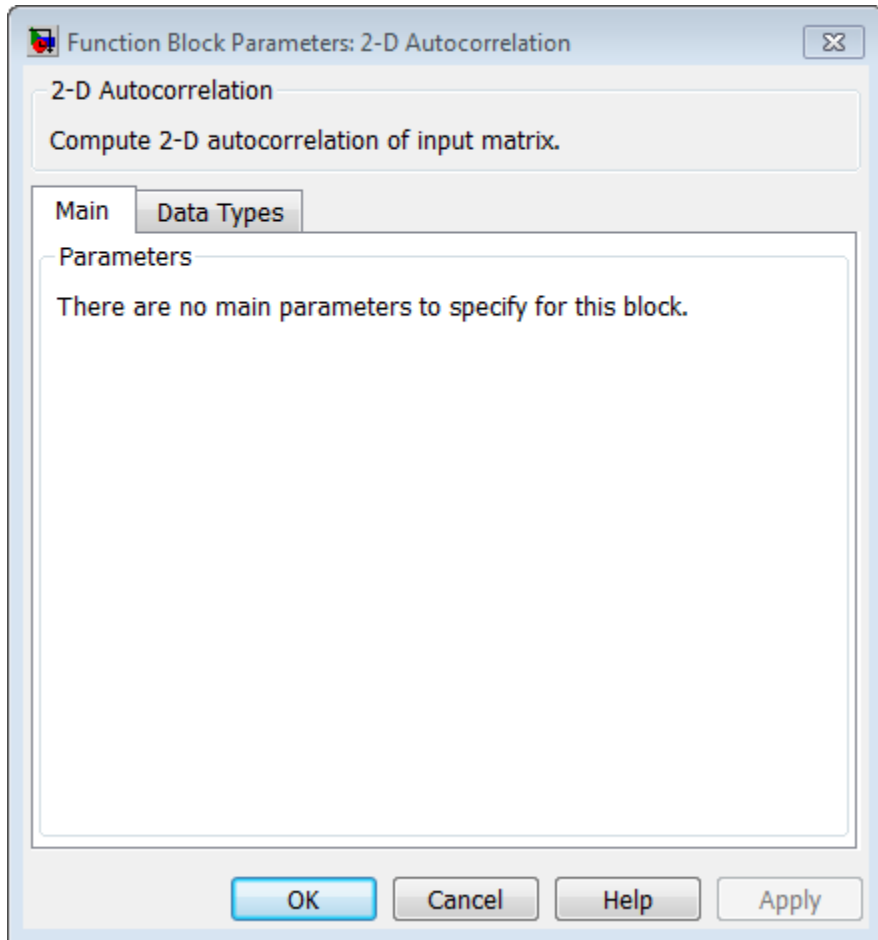 Function Block Parameters: 2-D Autocorrelation
2-D Autocorrelation
Compute 2-D autocorrelation of input matrix.
Main Data Types
Parameters
There are no main parameters to specify for this block.
OK Cancel Help Apply